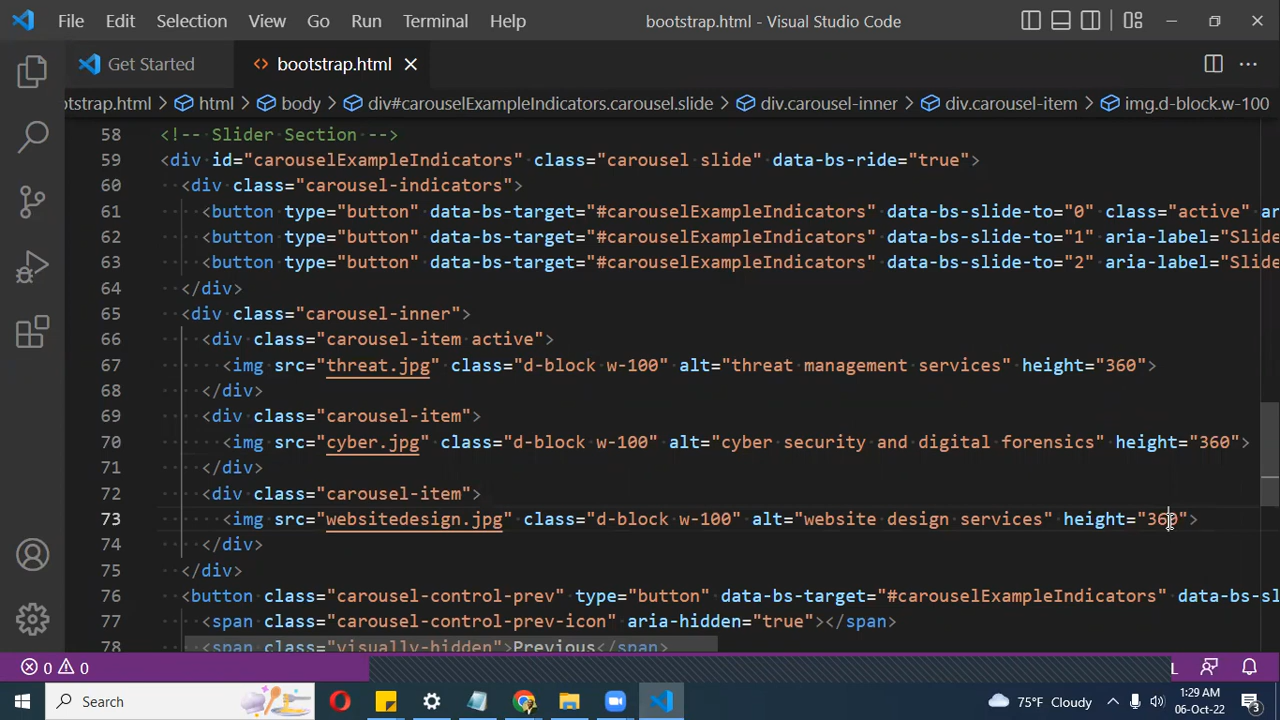 File Edit Selection View Go Run Terminal Help bootstrap.html - Visual Studio Code
Get Started bootstrap.html
otstrap.html > html > body > div#carouselExampleIndicators.carousel.slide > div.carousel-inner > div.carousel-item > img.d-block.w-100
58 <!-- Slider Section -->
59 <div id="carouselExampleIndicators" class="carousel slide" data-bs-ride="true">
60 <div class="carousel-indicators">
61 <button type="button" data-bs-target="#carouselExampleIndicators" data-bs-slide-to="0" class="active" ar
62 <button type="button" data-bs-target="#carouselExampleIndicators" data-bs-slide-to="1" aria-label="Slide
63 <button type="button" data-bs-target="#carouselExampleIndicators" data-bs-slide-to="2" aria-label="Slide
64 </div>
65 <div class="carousel-inner">
66 <div class="carousel-item active">
67 <img src="threat.jpg" class="d-block w-100" alt="threat management services" height="360">
68 </div>
69 <div class="carousel-item">
70 <img src="cyber.jpg" class="d-block w-100" alt="cyber security and digital forensics" height="360">
71 </div>
72 <div class="carousel-item">
73 <img src="websitedesign.jpg" class="d-block w-100" alt="website design services" height="360">
74 </div>
75 </div>
76 <button class="carousel-control-prev" type="button" data-bs-target="#carouselExampleIndicators" data-bs-sl
77 <span class="carousel-control-prev-icon" aria-hidden="true"></span>
78 <span class="visually-hidden">Previous</span>
0 0 L
Search 75°F Cloudy 1:29 AM
06-Oct-22 3